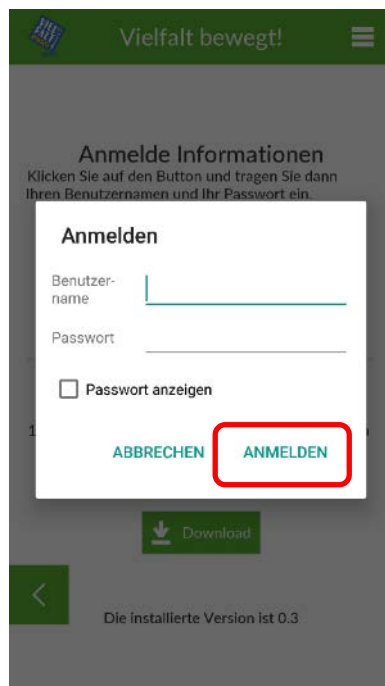 Vielfalt bewegt!
Anmelde Informationen
Klicken Sie auf den Button und tragen Sie dann
Ihren Benutzernamen und Ihr Passwort ein.
Anmelden
Benutzer-
name
Passwort
Passwort anzeigen
1
ABBRECHEN ANMELDEN
Download
Die installierte Version ist 0.3